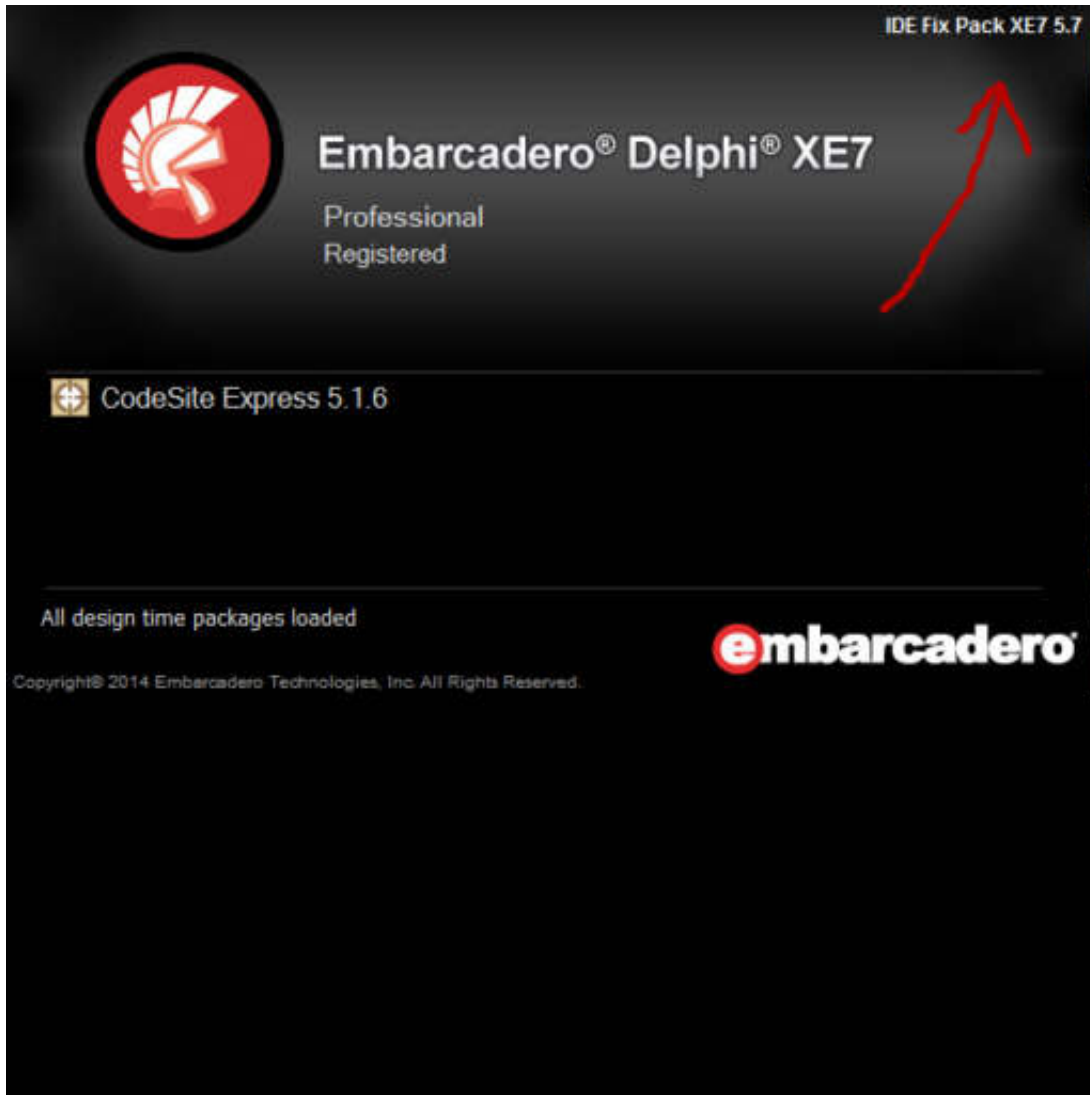 IDE Fix Pack XE7 5.7
Embarcadero® Delphi® XE7
Professional
Registered
CodeSite Express 5.1.6
All design time packages loaded
embarcadero
Copyright© 2014 Embarcadero Technologies, Inc. All Rights Reserved.